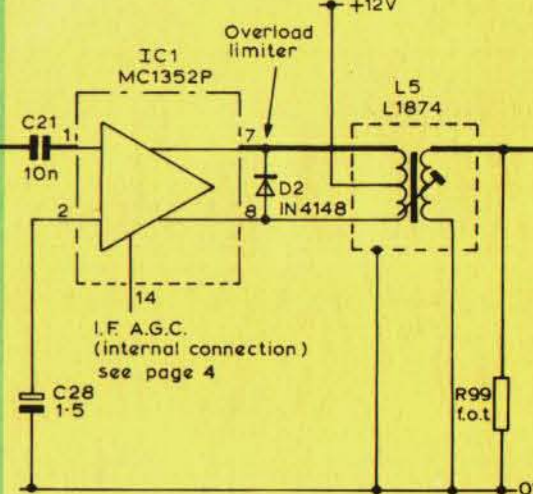 +12V
Overload
limiter
IC1
MC1352P
L5
L1874
C21
1
7
10n
D2
IN4148
2
8
14
I.F. A.G.C.
(internal connection)
see page 4
C28
1·5
R99
f.o.t.
0